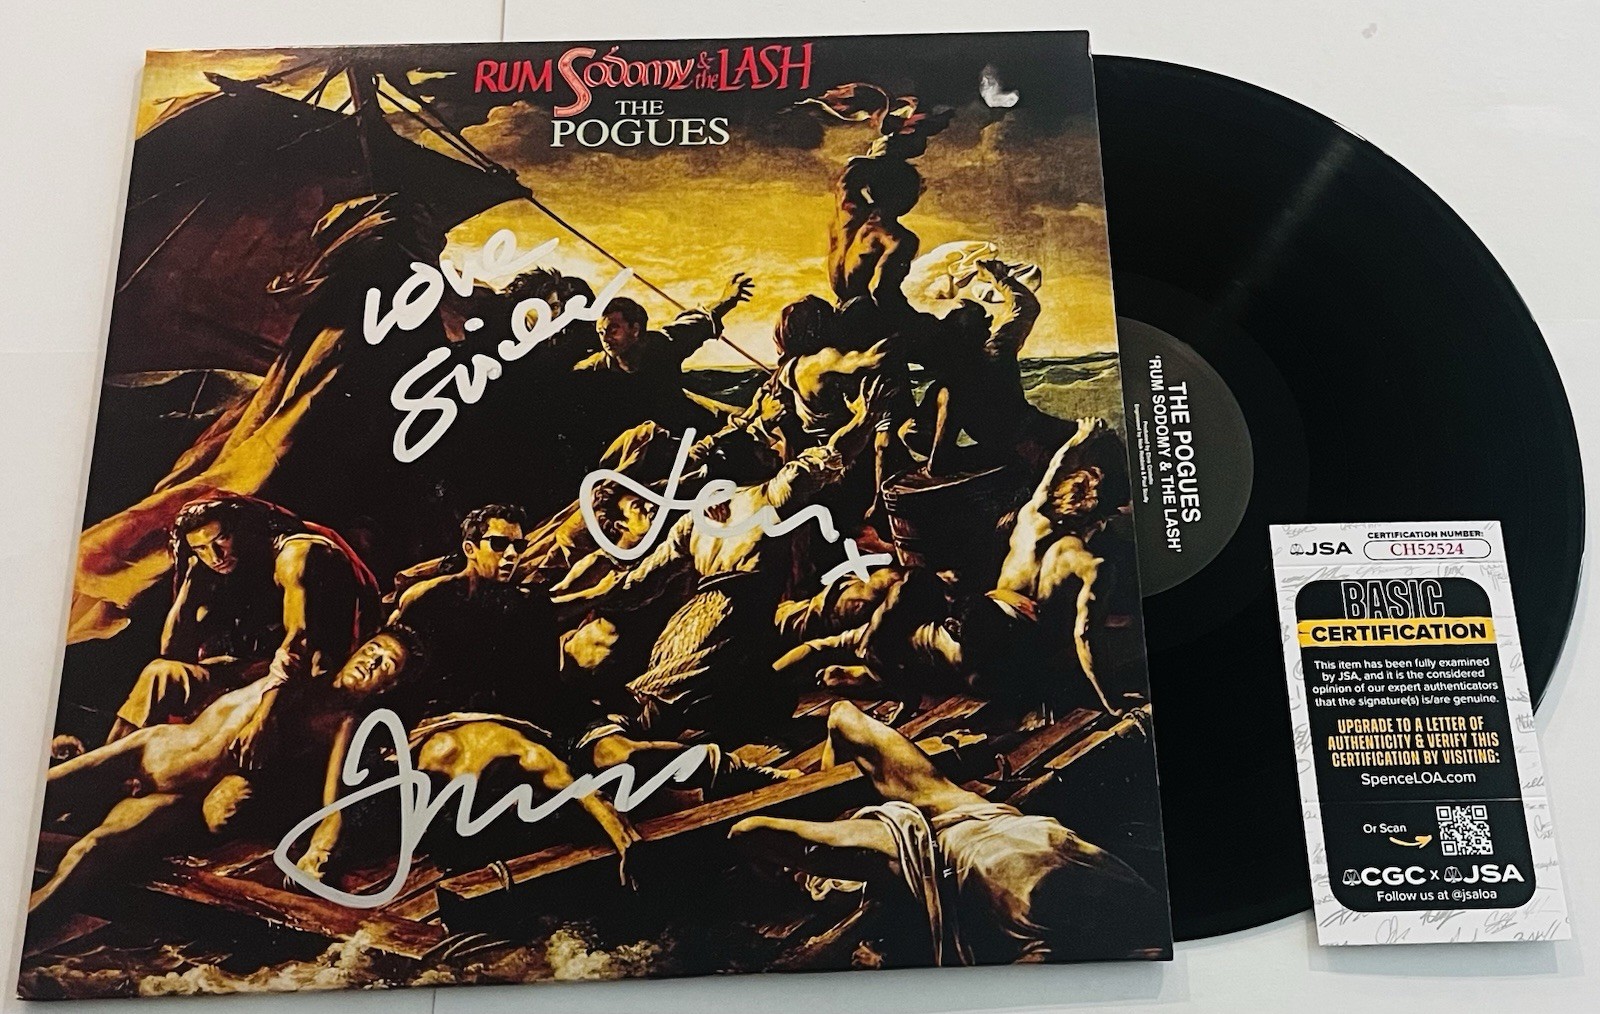 RUM Sodomy & the LASH
THE
POGUES
Love
Spider
Jem
x
James
THE POGUES
'RUM SODOMY & THE LASH'
JSA
CERTIFICATION NUMBER:
CH52524
BASIC
CERTIFICATION
This item has been fully examined
by JSA, and it is the considered
opinion of our expert authenticators
that the signature(s) is/are genuine.
UPGRADE TO A LETTER OF
AUTHENTICITY & VERIFY THIS
CERTIFICATION BY VISITING:
SpenceLOA.com
Or Scan
CGC x JSA
Follow us at @jsaloa